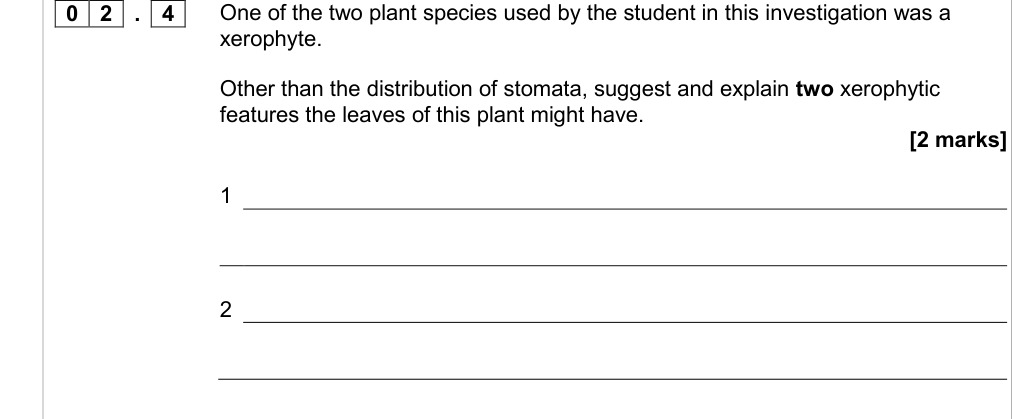 0 2 . 4 One of the two plant species used by the student in this investigation was a
xerophyte.
Other than the distribution of stomata, suggest and explain two xerophytic
features the leaves of this plant might have.
[2 marks]
1
2